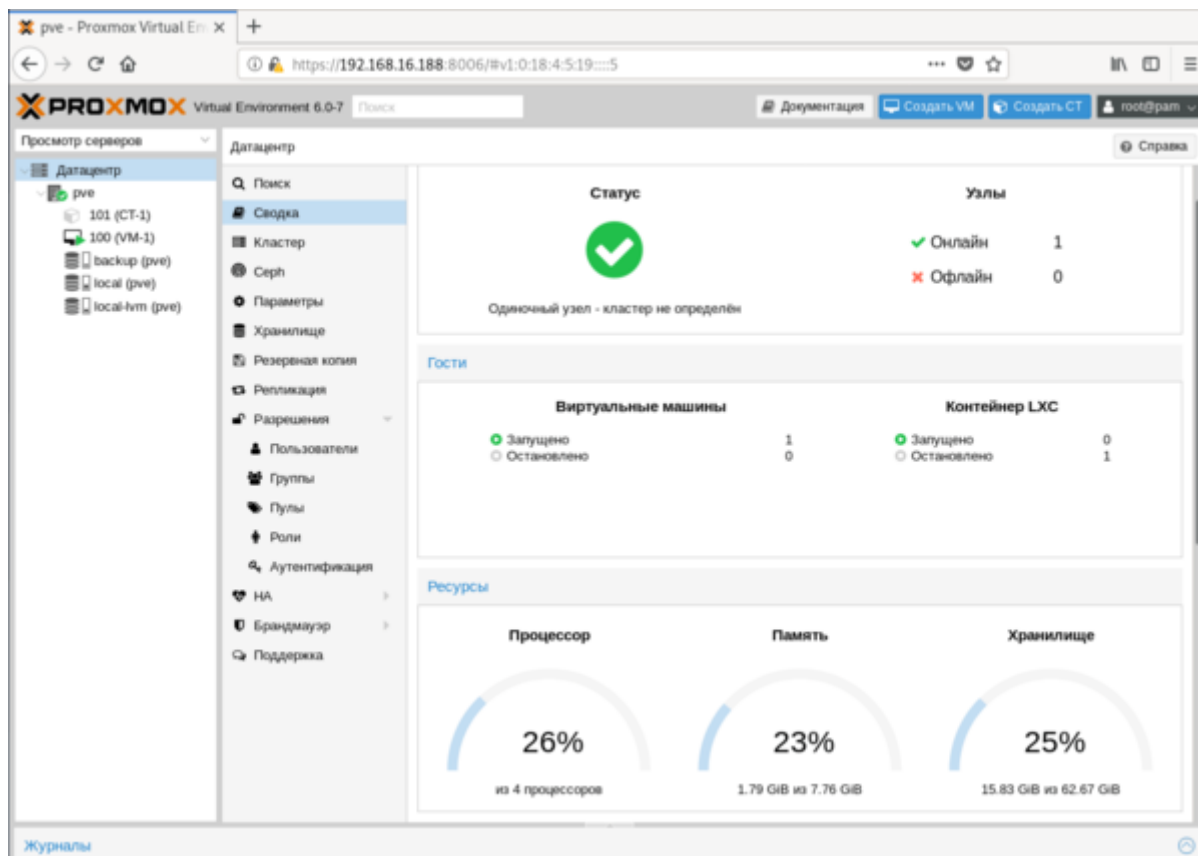 pve - Proxmox Virtual En
https://192.168.16.188:8006/#v1:0:18:4:5:19::::5
PROXMOX Virtual Environment 6.0-7 Поиск Документация Создать VM Создать CT root@pam
Просмотр серверов
Датацентр
pve
101 (CT-1)
100 (VM-1)
backup (pve)
local (pve)
local-lvm (pve)
Датацентр Справка
Поиск
Сводка
Кластер
Ceph
Параметры
Хранилище
Резервная копия
Репликация
Разрешения
Пользователи
Группы
Пулы
Роли
Аутентификация
HA
Брандмауэр
Поддержка
Статус
Одиночный узел - кластер не определён
Узлы
Онлайн 1
Офлайн 0
Гости
Виртуальные машины
Запущено 1
Остановлено 0
Контейнер LXC
Запущено 0
Остановлено 1
Ресурсы
Процессор
26%
из 4 процессоров
Память
23%
1.79 GiB из 7.76 GiB
Хранилище
25%
15.83 GiB из 62.67 GiB
Журналы